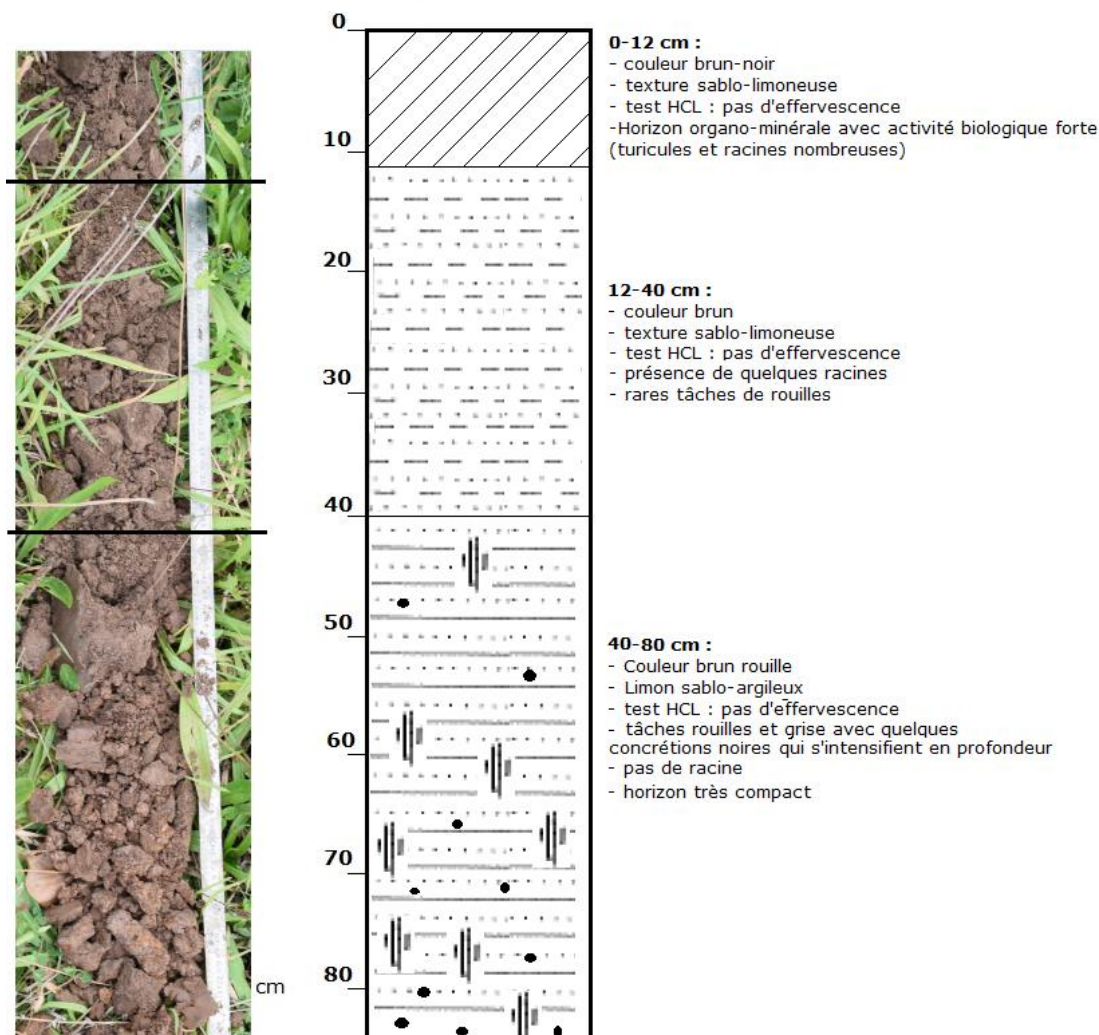 0
10
20
30
40
50
60
70
80
cm
0-12 cm :
- couleur brun-noir
- texture sablo-limoneuse
- test HCL : pas d'effervescence
-Horizon organo-minérale avec activité biologique forte
(turicules et racines nombreuses)
12-40 cm :
- couleur brun
- texture sablo-limoneuse
- test HCL : pas d'effervescence
- présence de quelques racines
- rares tâches de rouilles
40-80 cm :
- Couleur brun rouille
- Limon sablo-argileux
- test HCL : pas d'effervescence
- tâches rouilles et grise avec quelques
concrétions noires qui s'intensifient en profondeur
- pas de racine
- horizon très compact